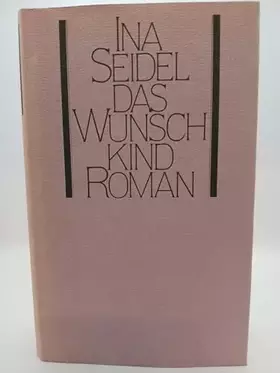 INA
SEIDEL
DAS
WUNSCH
KIND
ROMAN